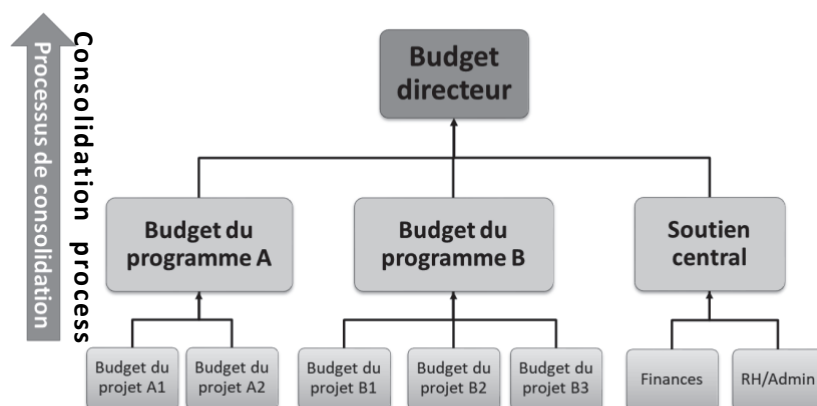 Processus de consolidation
Consolidation process
Budget
directeur
Budget du
programme A
Budget du
programme B
Soutien
central
Budget du
projet A1
Budget du
projet A2
Budget du
projet B1
Budget du
projet B2
Budget du
projet B3
Finances
RH/Admin